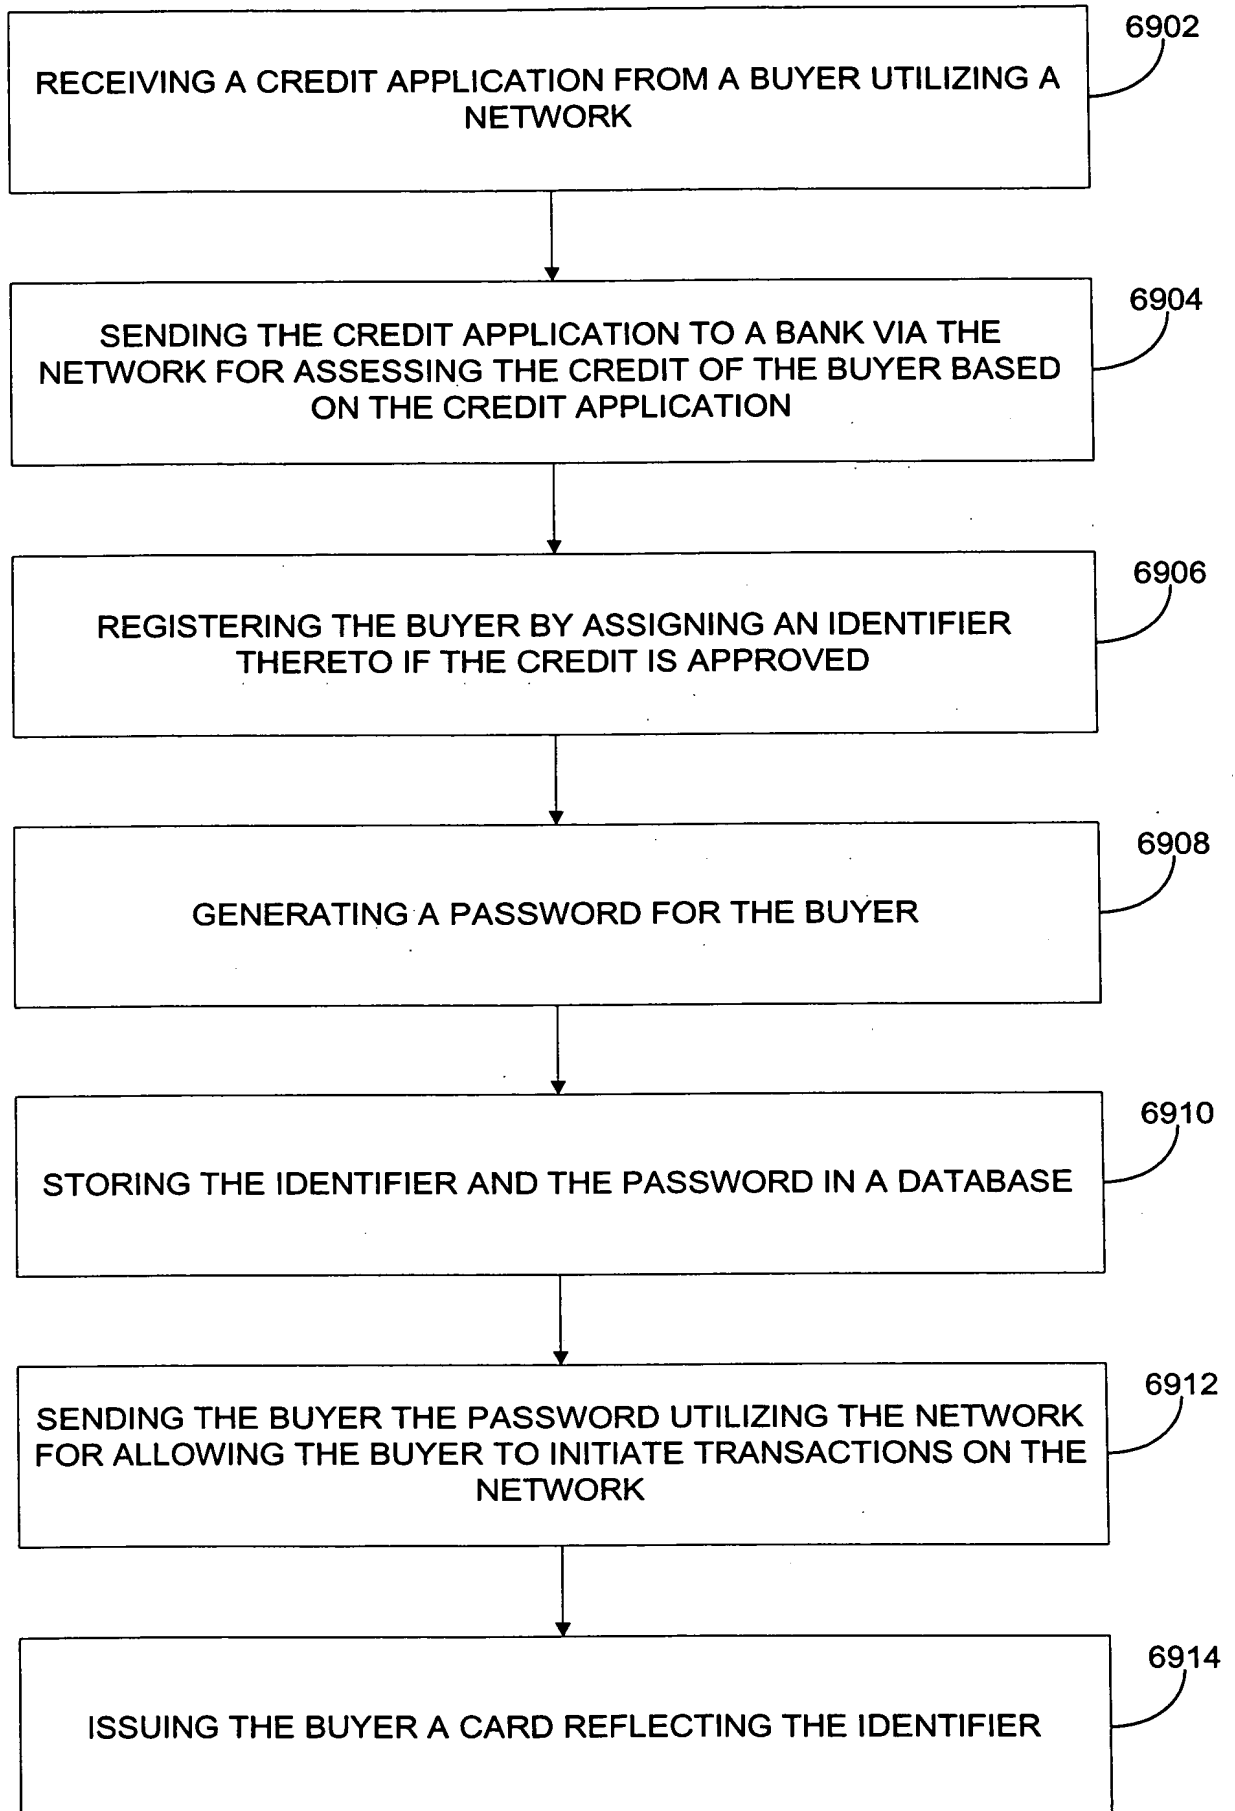 6902
RECEIVING A CREDIT APPLICATION FROM A BUYER UTILIZING A
NETWORK
6904
SENDING THE CREDIT APPLICATION TO A BANK VIA THE
NETWORK FOR ASSESSING THE CREDIT OF THE BUYER BASED
ON THE CREDIT APPLICATION
6906
REGISTERING THE BUYER BY ASSIGNING AN IDENTIFIER
THERETO IF THE CREDIT IS APPROVED
6908
GENERATING A PASSWORD FOR THE BUYER
6910
STORING THE IDENTIFIER AND THE PASSWORD IN A DATABASE
6912
SENDING THE BUYER THE PASSWORD UTILIZING THE NETWORK
FOR ALLOWING THE BUYER TO INITIATE TRANSACTIONS ON THE
NETWORK
6914
ISSUING THE BUYER A CARD REFLECTING THE IDENTIFIER